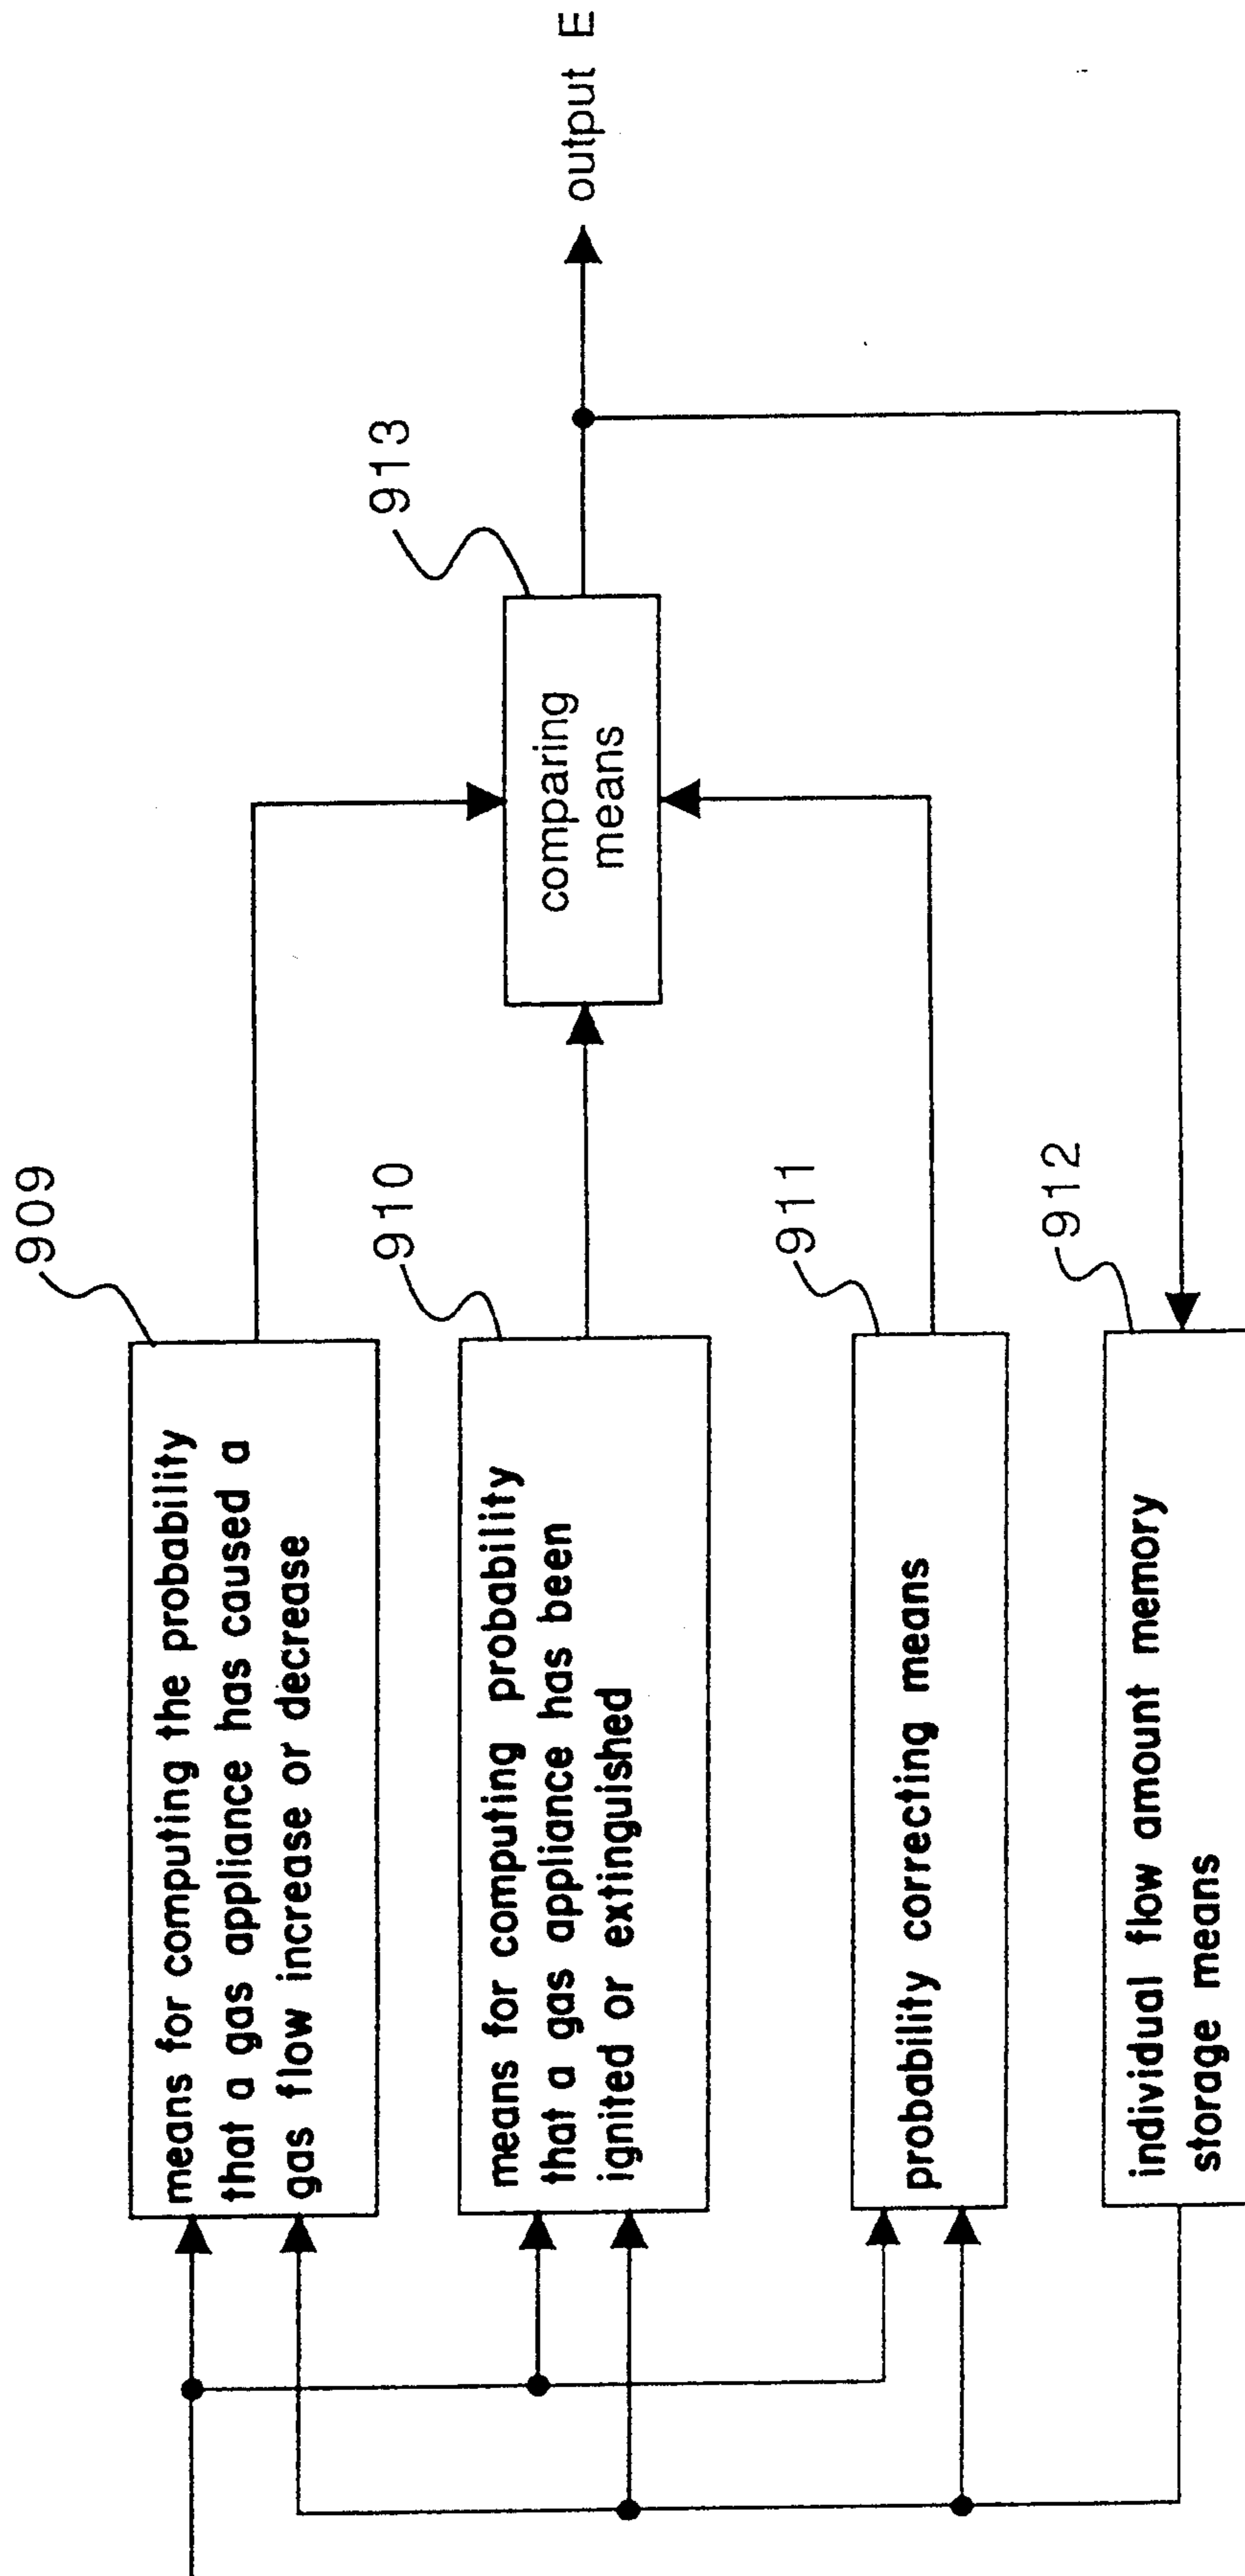 909
means for computing the probability
that a gas appliance has caused a
gas flow increase or decrease
910
means for computing probability
that a gas appliance has been
ignited or extinguished
911
probability correcting means
912
individual flow amount memory
storage means
913
comparing
means
output E